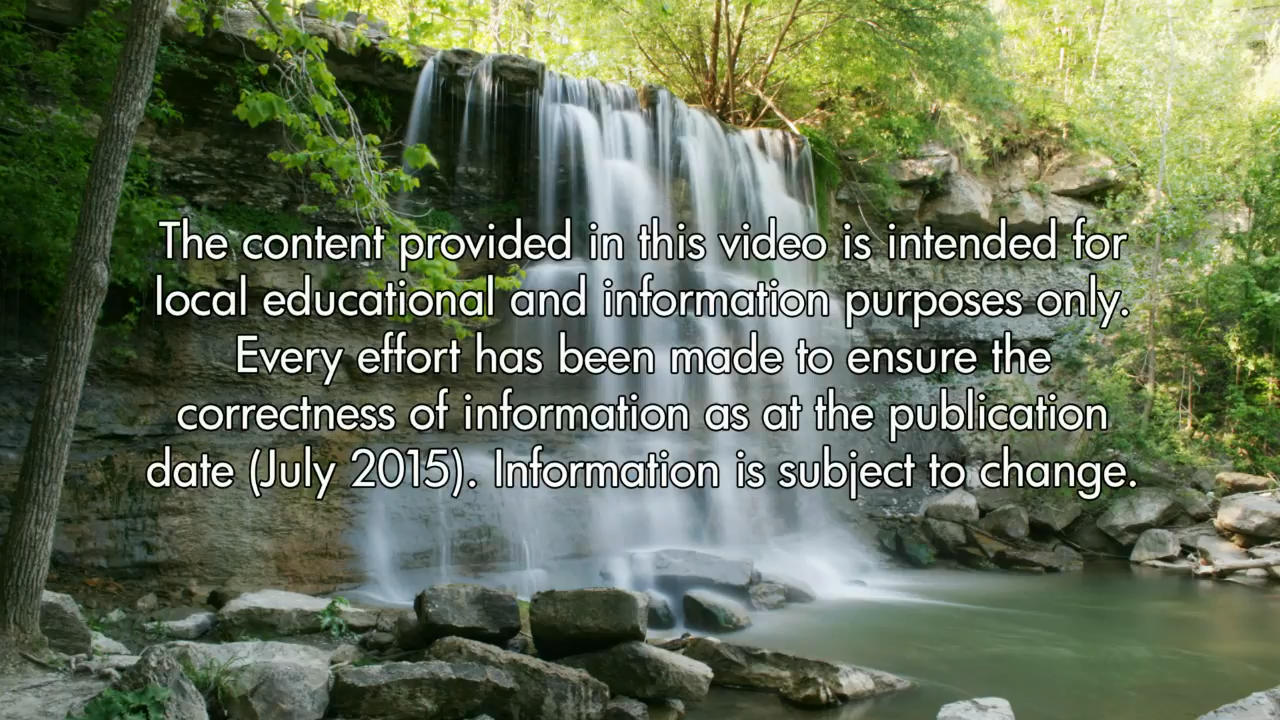 The content provided in this video is intended for
local educational and information purposes only.
Every effort has been made to ensure the
correctness of information as at the publication
date (July 2015). Information is subject to change.